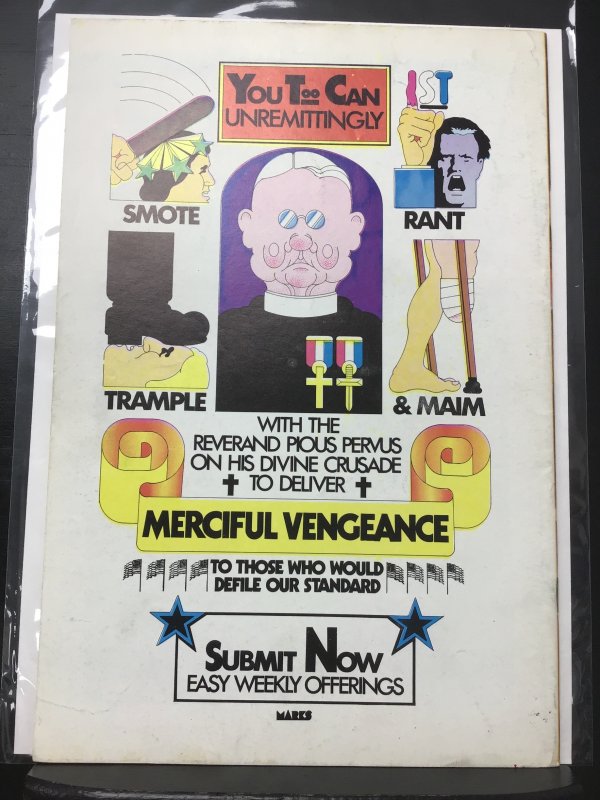 YOU TOO CAN
UNREMITTINGLY
1ST
SMOTE
RANT
TRAMPLE
& MAIM
WITH THE
REVERAND PIOUS PERVUS
ON HIS DIVINE CRUSADE
TO DELIVER
MERCIFUL VENGEANCE
TO THOSE WHO WOULD
DEFILE OUR STANDARD
SUBMIT NOW
EASY WEEKLY OFFERINGS
MARKS